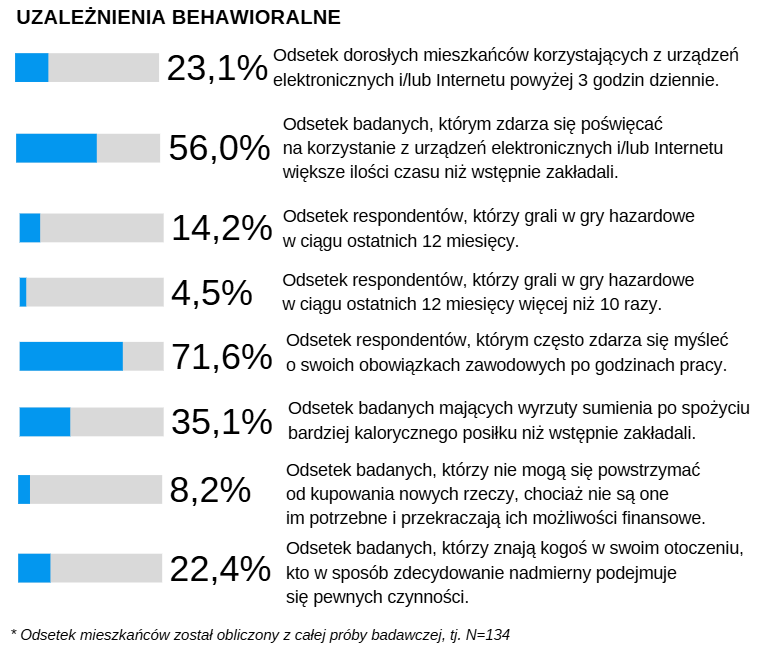 UZALEŻNIENIA BEHAWIORALNE
23,1%
Odsetek dorosłych mieszkańców korzystających z urządzeń
elektronicznych i/lub Internetu powyżej 3 godzin dziennie.
56,0%
Odsetek badanych, którym zdarza się poświęcać
na korzystanie z urządzeń elektronicznych i/lub Internetu
większe ilości czasu niż wstępnie zakładali.
14,2%
Odsetek respondentów, którzy grali w gry hazardowe
w ciągu ostatnich 12 miesięcy.
4,5%
Odsetek respondentów, którzy grali w gry hazardowe
w ciągu ostatnich 12 miesięcy więcej niż 10 razy.
71,6%
Odsetek respondentów, którym często zdarza się myśleć
o swoich obowiązkach zawodowych po godzinach pracy.
35,1%
Odsetek badanych mających wyrzuty sumienia po spożyciu
bardziej kalorycznego posiłku niż wstępnie zakładali.
8,2%
Odsetek badanych, którzy nie mogą się powstrzymać
od kupowania nowych rzeczy, chociaż nie są one
im potrzebne i przekraczają ich możliwości finansowe.
22,4%
Odsetek badanych, którzy znają kogoś w swoim otoczeniu,
kto w sposób zdecydowanie nadmierny podejmuje
się pewnych czynności.
* Odsetek mieszkańców został obliczony z całej próby badawczej, tj. N=134